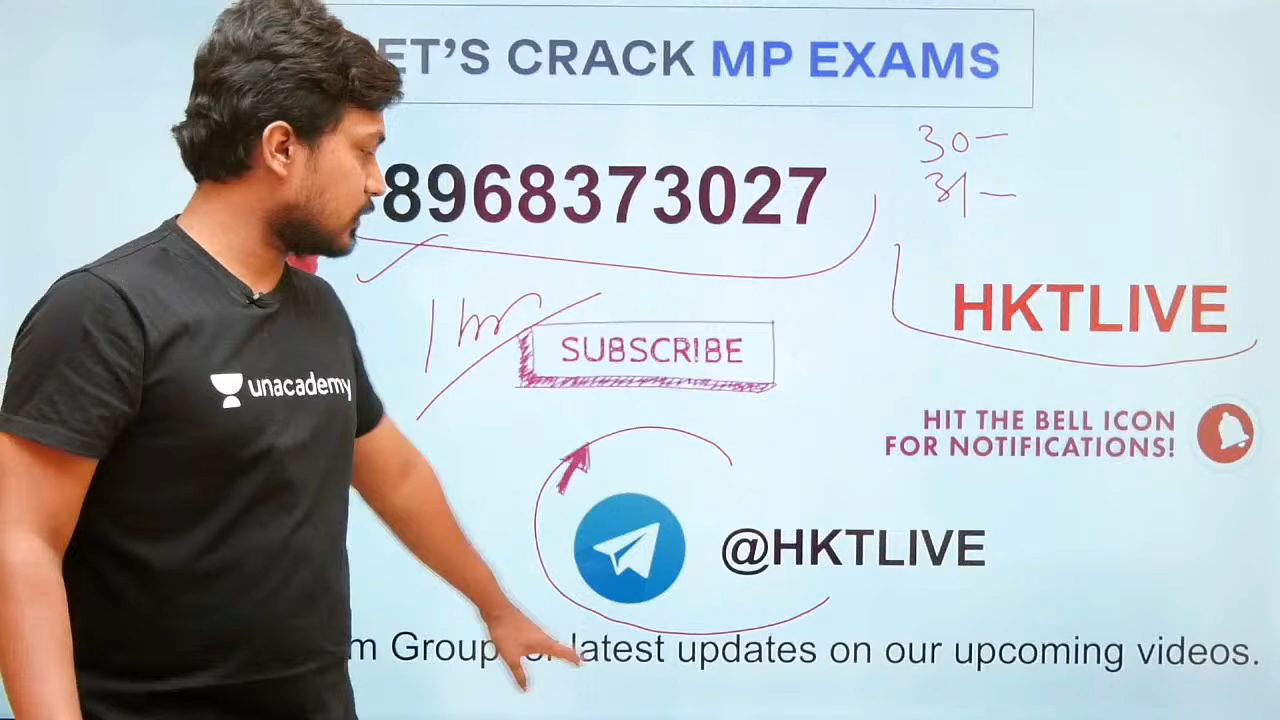 ET'S CRACK MP EXAMS
30-
31-
8968373027
HKTLIVE
1 hr
SUBSCRIBE
unacademy
HIT THE BELL ICON
FOR NOTIFICATIONS!
@HKTLIVE
m Group for latest updates on our upcoming videos.